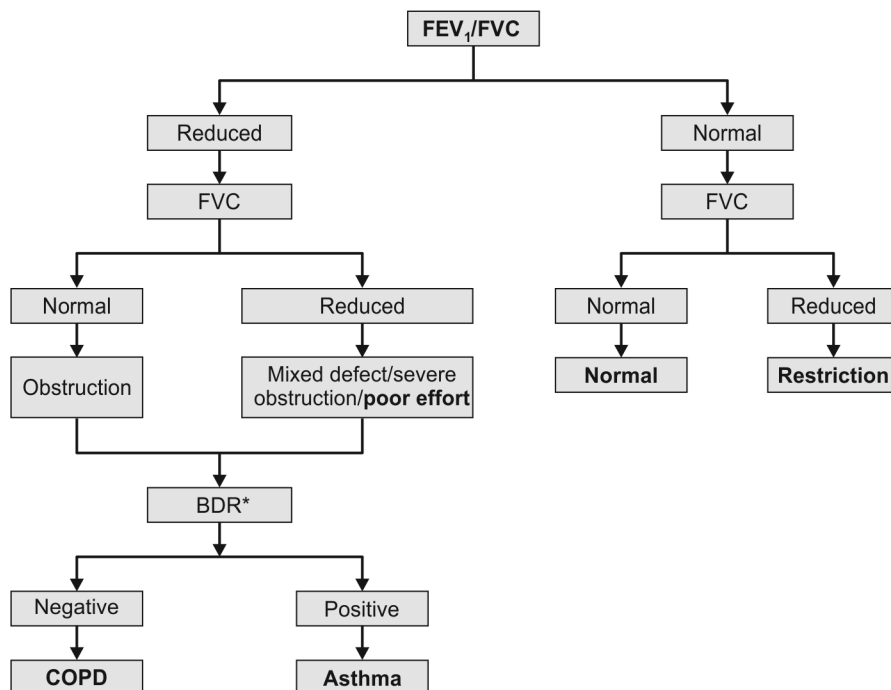 FEV₁/FVC
Reduced
Normal
FVC
FVC
Normal
Reduced
Normal
Reduced
Obstruction
Mixed defect/severe
obstruction/poor effort
Normal
Restriction
BDR*
Negative
Positive
COPD
Asthma